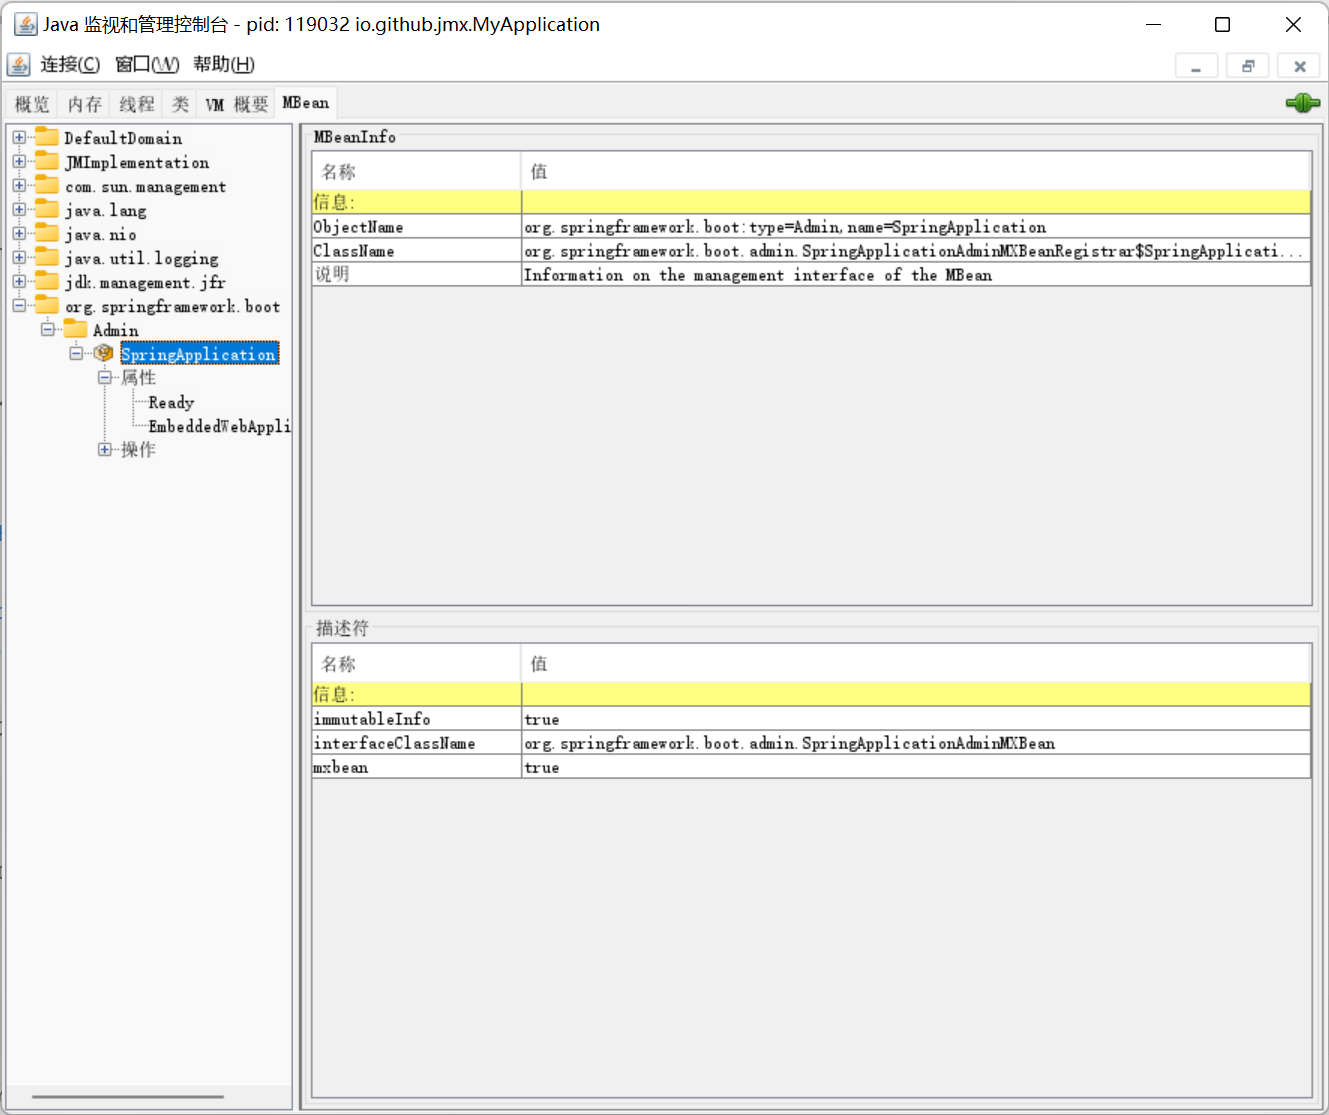 Java 监视和管理控制台 - pid: 119032 io.github.jmx.MyApplication
连接(C) 窗口(W) 帮助(H)
概览 内存 线程 类 VM 概要 MBean
DefaultDomain
JMImplementation
com.sun.management
java.lang
java.nio
java.util.logging
jdk.management.jfr
org.springframework.boot
Admin
SpringApplication
属性
Ready
EmbeddedWebAppli
操作
MBeanInfo
名称 值
信息:
ObjectName org.springframework.boot:type=Admin,name=SpringApplication
ClassName org.springframework.boot.admin.SpringApplicationAdminMXBeanRegistrar$SpringApplicati...
说明 Information on the management interface of the MBean
描述符
名称 值
信息:
immutableInfo true
interfaceClassName org.springframework.boot.admin.SpringApplicationAdminMXBean
mxbean true